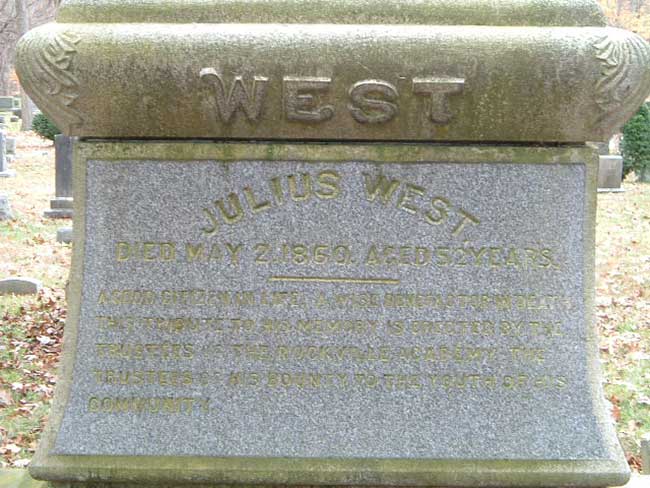 WEST
JULIUS WEST
DIED MAY 2, 1860. AGED 52 YEARS.
A GOOD CITIZEN IN LIFE. A WISE BENEFACTOR IN DEATH.
THIS TRIBUTE TO HIS MEMORY IS ERECTED BY THE
TRUSTEES OF THE ROCKVILLE ACADEMY, THE
TRUSTEES OF HIS BOUNTY TO THE YOUTH OF HIS
COMMUNITY.